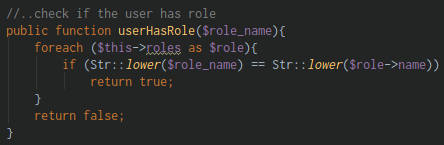 //..check if the user has role
public function userHasRole($role_name){
    foreach ($this->roles as $role){
        if (Str::lower($role_name) == Str::lower($role->name))
            return true;
    }
    return false;
}